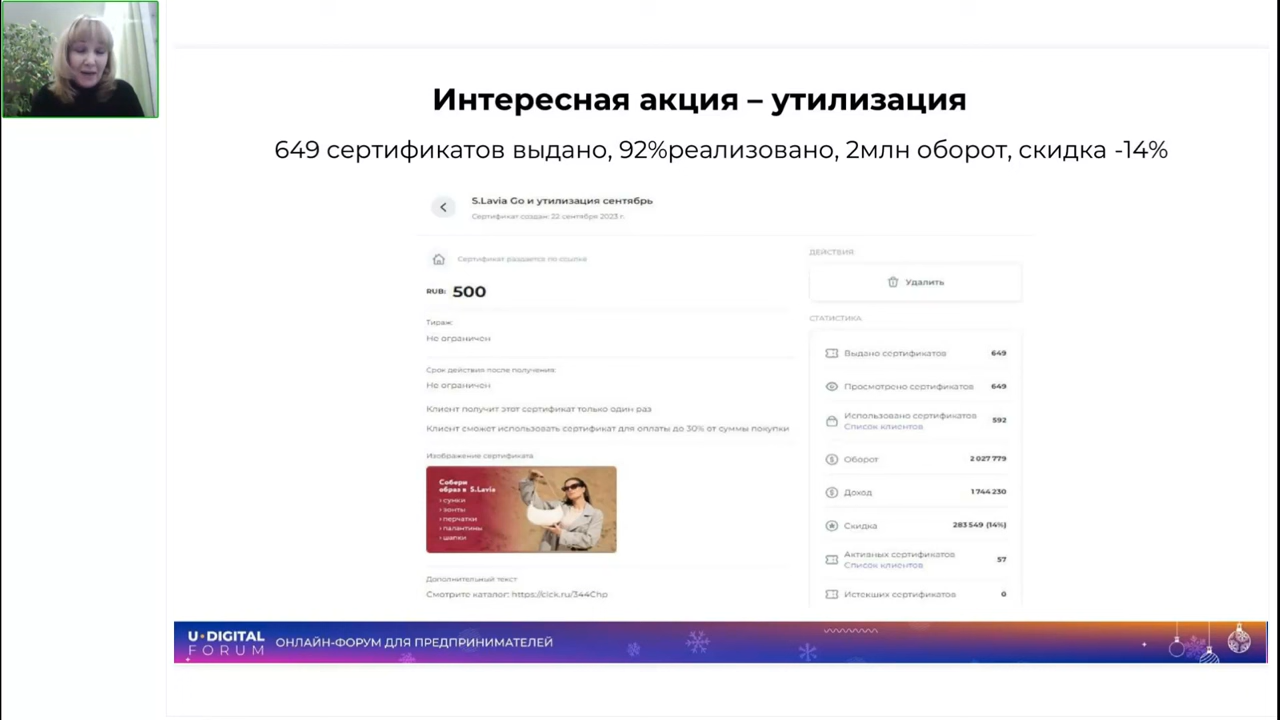 Интересная акция – утилизация
649 сертификатов выдано, 92%реализовано, 2млн оборот, скидка -14%
S.Lavia Go и утилизация сентябрь
Сертификат создан: 22 сентября 2023 г.
Сертификат раздается по ссылке
RUB: 500
Тираж:
Не ограничен
Срок действия после получения:
Не ограничен
Клиент получит этот сертификат только один раз
Клиент сможет использовать сертификат для оплаты до 30% от суммы покупки
Изображение сертификата
Собери
образ в S.Lavia
› сумки
› зонты
› перчатки
› палантины
› шапки
Дополнительный текст
Смотрите каталог: https://clck.ru/344Chp
ДЕЙСТВИЯ
Удалить
СТАТИСТИКА
Выдано сертификатов 649
Просмотрено сертификатов 649
Использовано сертификатов 592
Список клиентов
Оборот 2 027 779
Доход 1 744 230
Скидка 283 549 (14%)
Активных сертификатов 57
Список клиентов
Истекших сертификатов 0
U·DIGITAL
FORUM
ОНЛАЙН-ФОРУМ ДЛЯ ПРЕДПРИНИМАТЕЛЕЙ